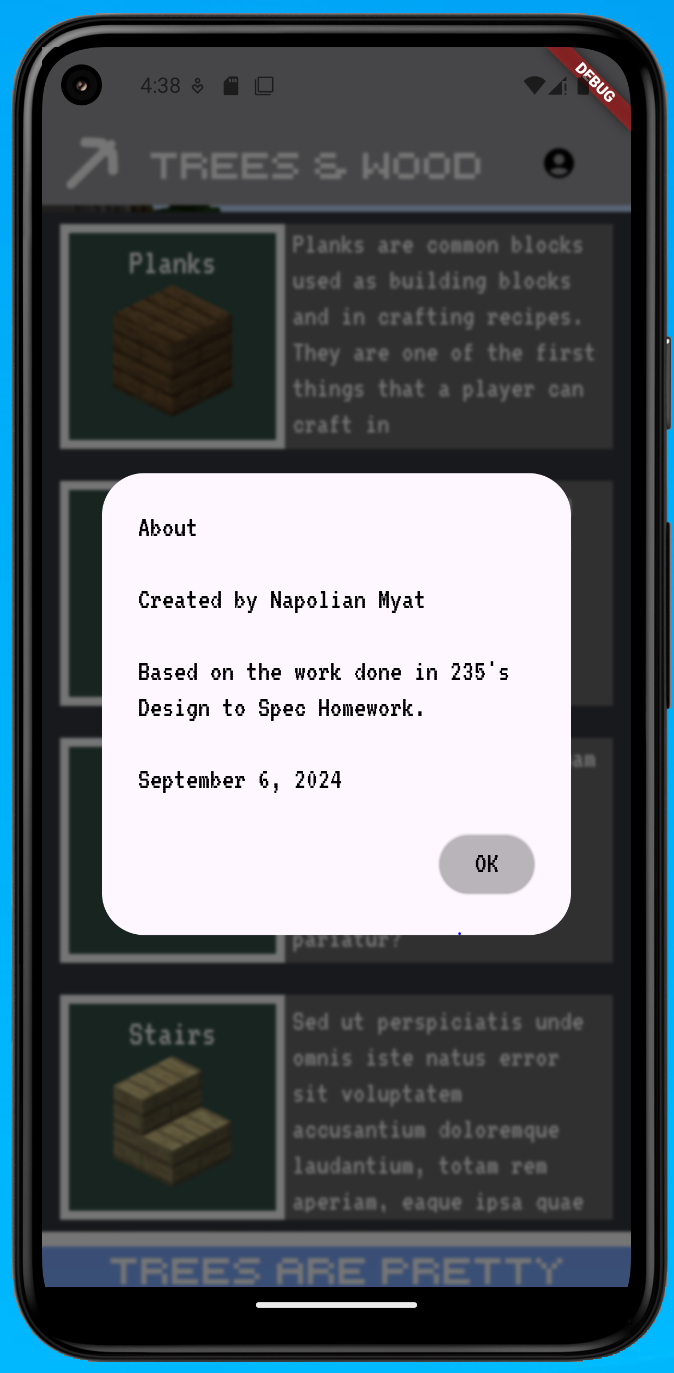 4:38
DEBUG
TREES & WOOD
Planks
Planks are common blocks
used as building blocks
and in crafting recipes.
They are one of the first
things that a player can
craft in
About
Created by Napolian Myat
Based on the work done in 235's
Design to Spec Homework.
September 6, 2024
OK
am
pariatur?
Stairs
Sed ut perspiciatis unde
omnis iste natus error
sit voluptatem
accusantium doloremque
laudantium, totam rem
aperiam, eaque ipsa quae
TREES ARE PRETTY